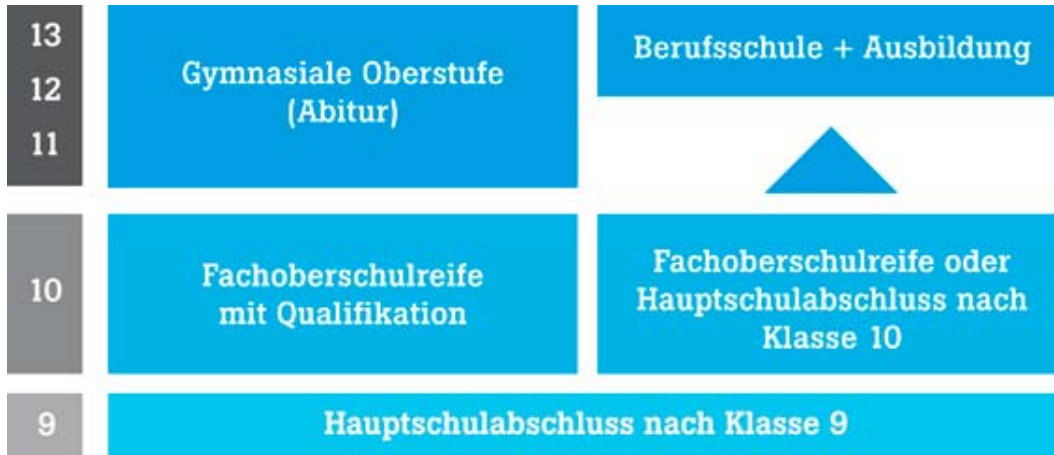 13
12
11
Gymnasiale Oberstufe
(Abitur)
Berufsschule + Ausbildung
10
Fachoberschulreife
mit Qualifikation
Fachoberschulreife oder
Hauptschulabschluss nach
Klasse 10
9
Hauptschulabschluss nach Klasse 9